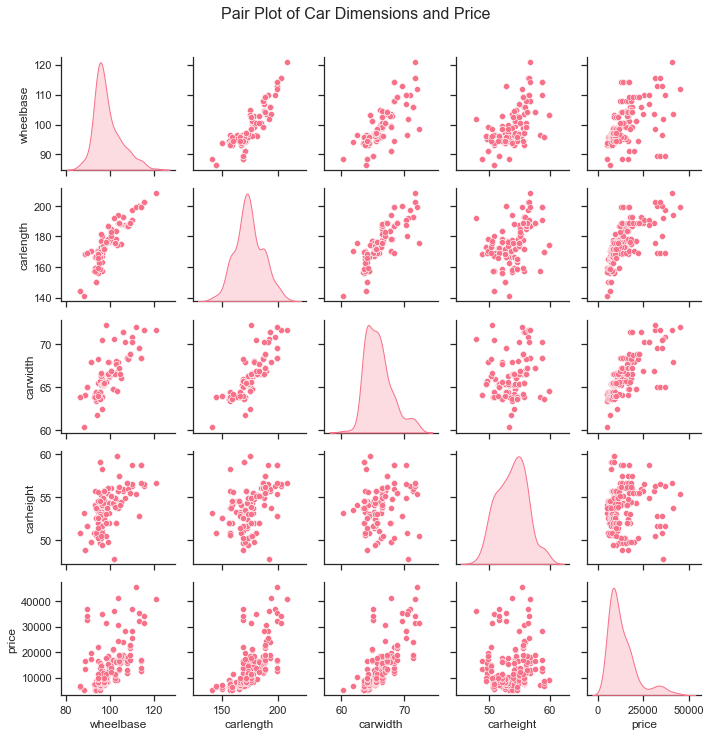 Pair Plot of Car Dimensions and Price
120
110
100
90
wheelbase
200
180
160
140
carlength
70
65
60
carwidth
60
55
50
carheight
40000
30000
20000
10000
price
80 100 120
150 200
60 70
50 60
0 25000 50000
wheelbase carlength carwidth carheight price